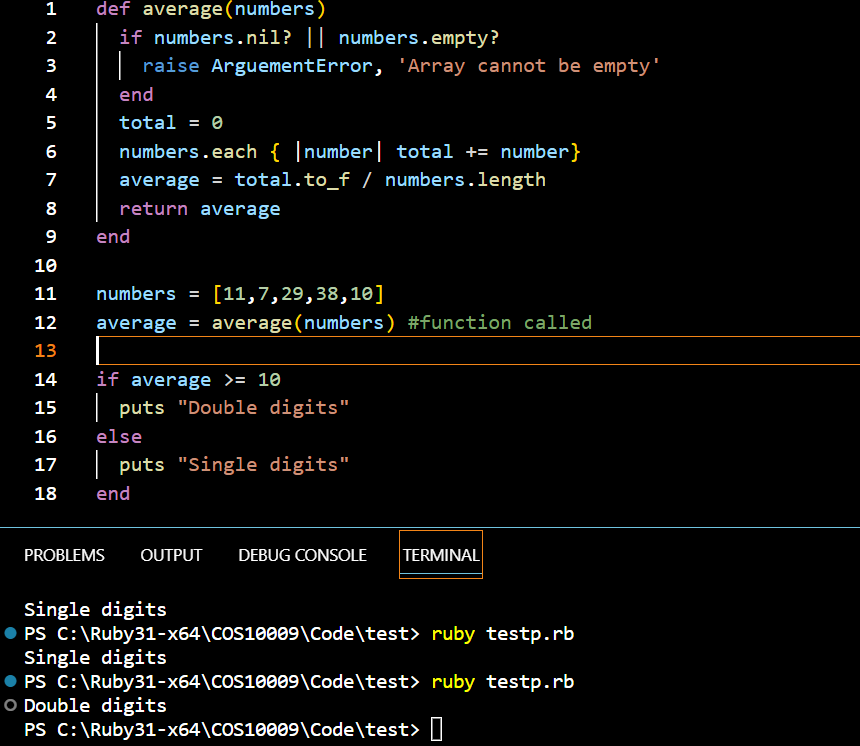 1 def average(numbers)
2 if numbers.nil? || numbers.empty?
3 raise ArguementError, 'Array cannot be empty'
4 end
5 total = 0
6 numbers.each { |number| total += number}
7 average = total.to_f / numbers.length
8 return average
9 end
10
11 numbers = [11,7,29,38,10]
12 average = average(numbers) #function called
13
14 if average >= 10
15 puts "Double digits"
16 else
17 puts "Single digits"
18 end
PROBLEMS OUTPUT DEBUG CONSOLE TERMINAL
Single digits
PS C:\Ruby31-x64\COS10009\Code\test> ruby testp.rb
Single digits
PS C:\Ruby31-x64\COS10009\Code\test> ruby testp.rb
Double digits
PS C:\Ruby31-x64\COS10009\Code\test>